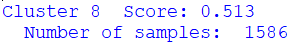 Cluster 8  Score: 0.513
  Number of samples:  1586